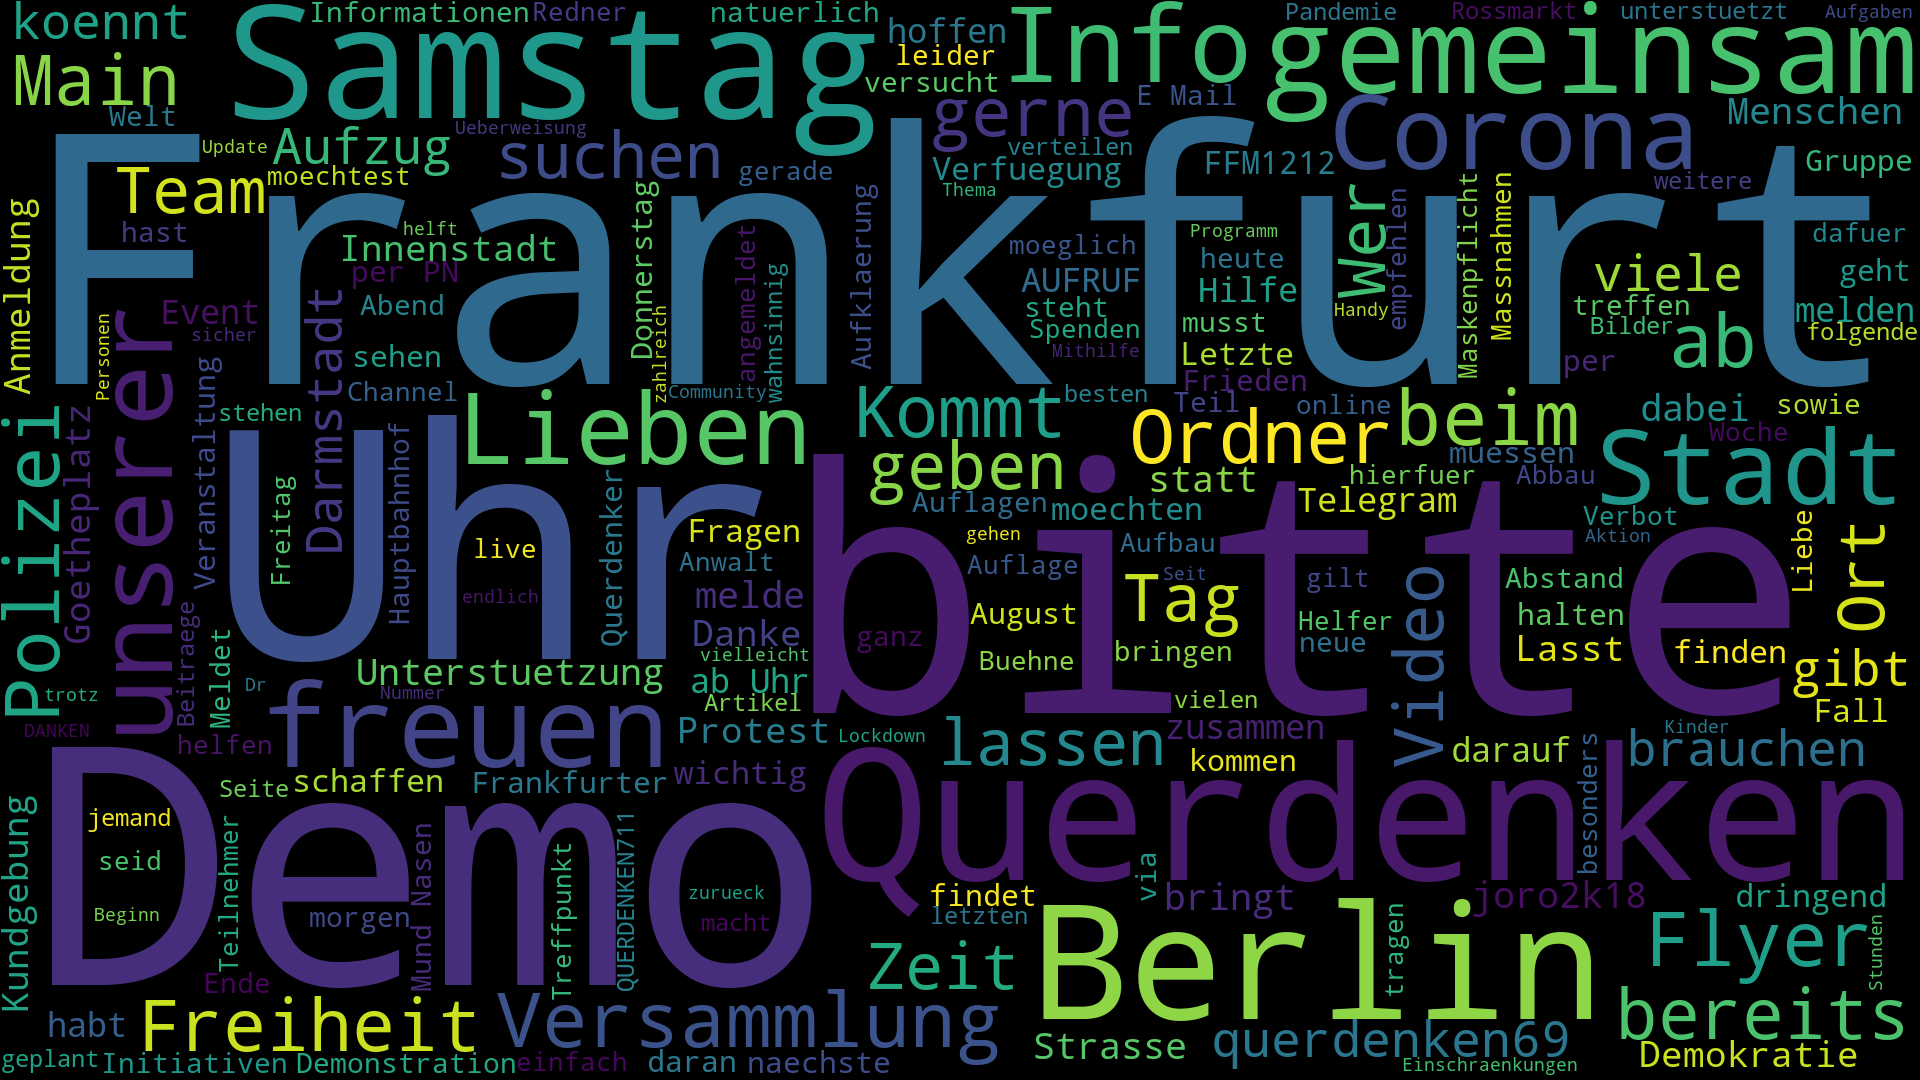 koennt
Samstag
Informationen
Redner
natuerlich
hoffen
leider
versucht
Info
gemeinsam
Pandemie
Rossmarkt
unterstuetzt
Aufgaben
Main
Welt
Update
Aufzug
Ueberweisung
suchen
gerade
gerne
E Mail
verteilen
Verfuegung
Thema
FFM1212
Corona
Menschen
Gruppe
weitere
Team
moechtest
hast
Innenstadt
helft
per PN
Frankfurt
Anmeldung
Event
sicher
Abend
sehen
Channel
Donnerstag
zahlreich
angemeldet
wahnsinnig
Community
Aufklaerung
moeglich
AUFRUF
steht
Spenden
Mithilfe
Programm
heute
Hilfe
musst
Letzte
Frieden
Wer
Handy
empfehlen
Maskenpflicht
Massnahmen
viele
treffen
Bilder
per
ab
dafuer
geht
melden
folgende
Personen
unserer
Polizei
Goetheplatz
Veranstaltung
stehen
Darmstadt
Freitag
Hauptbahnhof
Lieben
Kommt
besten
Teil
online
beim
dabei
sowie
Woche
Ordner
geben
statt
hierfuer
muessen
Abbau
Stadt
Uhr
live
endlich
Querdenker
Fragen
Anwalt
melde
Danke
vielleicht
ab Uhr
Artikel
bitte
Auflagen
moechten
gehen
Auflage
Aufbau
Seit
Telegram
Verbot
Aktion
Liebe
Ort
ganz
August
Buehne
Tag
bringen
vielen
gilt
Helfer
neue
Video
Abstand
halten
Lasst
finden
gibt
Fall
Beitraege
Meldet
Dr
trotz
DANKEN
helfen
Unterstuetzung
Nummer
freuen
Protest
Lockdown
lassen
zusammen
kommen
darauf
besonders
Kinder
brauchen
Seite
schaffen
Frankfurter
wichtig
Demo
Querdenken
Kundgebung
jemand
seid
Beginn
Teilnehmer
morgen
Ende
Mund Nasen
Treffpunkt
QUERDENKEN711
zurueck
macht
findet
letzten
via
bringt
joro2k18
dringend
Zeit
Berlin
tragen
Flyer
stunden
habt
Freiheit
Versammlung
Strasse
querdenken69
bereits
geplant
Initiativen
Demonstration
einfach
daran
naechste
Einschraenkungen
Demokratie